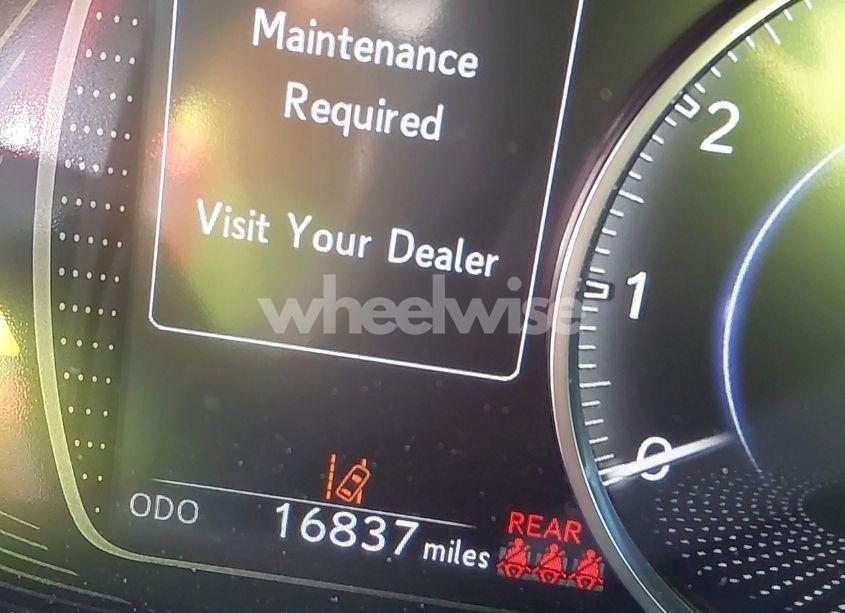 Maintenance
Required
Visit Your Dealer
wheelwise
2
1
0
ODO 16837 miles
REAR